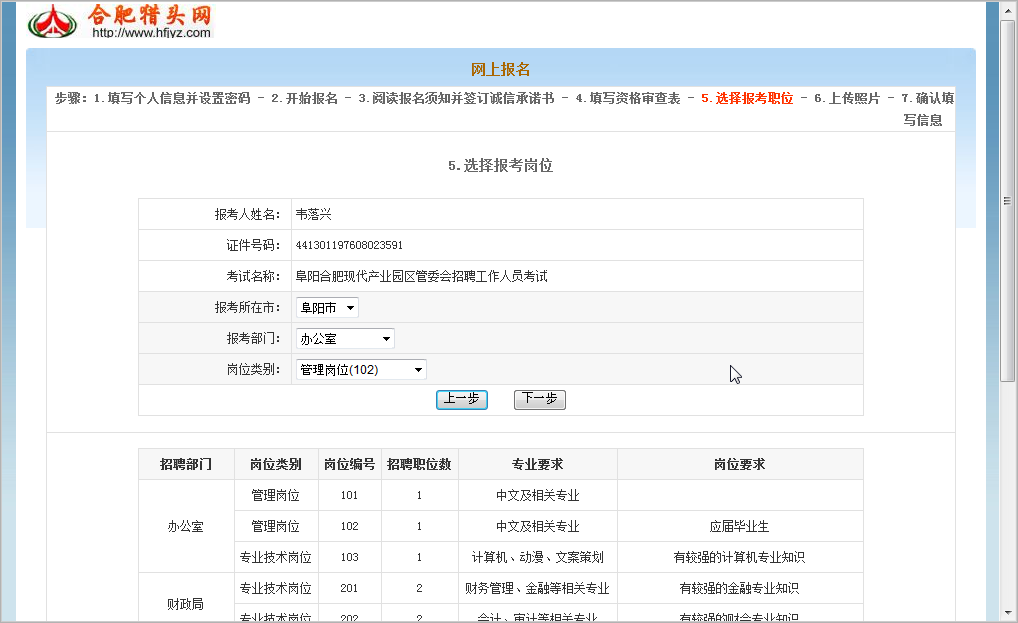 合肥猎头网
http://www.hfjyz.com
网上报名
步骤: 1.填写个人信息并设置密码 - 2.开始报名 - 3.阅读报名须知并签订诚信承诺书 - 4.填写资格审查表 - 5.选择报考职位 - 6.上传照片 - 7.确认填
写信息
5.选择报考岗位
报考人姓名: 韦落兴
证件号码: 441301197608023591
考试名称: 阜阳合肥现代产业园区管委会招聘工作人员考试
报考所在市: 阜阳市
报考部门: 办公室
岗位类别: 管理岗位(102)
上一步 下一步
招聘部门 岗位类别 岗位编号 招聘职位数 专业要求 岗位要求
管理岗位 101 1 中文及相关专业
办公室 管理岗位 102 1 中文及相关专业 应届毕业生
专业技术岗位 103 1 计算机、动漫、文案策划 有较强的计算机专业知识
专业技术岗位 201 2 财务管理、金融等相关专业 有较强的金融专业知识
财政局
专业技术岗位 202 2 会计、审计等相关专业 有较强的财会专业知识